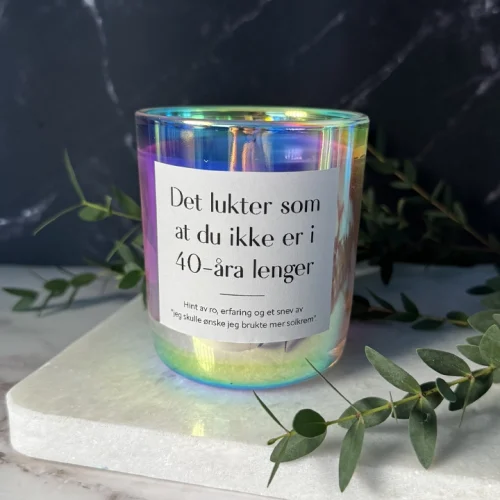 Det lukter som
at du ikke er i
40-åra lenger
Hint av ro, erfaring og et snev av
"jeg skulle ønske jeg brukte mer solkrem"